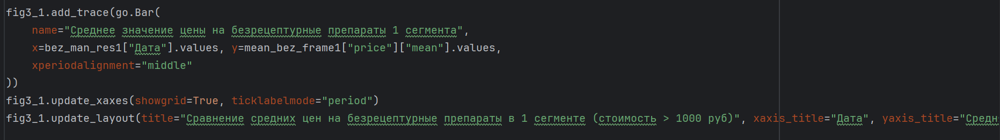 fig3_1.add_trace(go.Bar(
name="Среднее значение цены на безрецептурные препараты 1 сегмента",
x=bez_man_res1["Дата"].values, y=mean_bez_frame1["price"]["mean"].values,
xperiodalignment="middle"
))
fig3_1.update_xaxes(showgrid=True, ticklabelmode="period")
fig3_1.update_layout(title="Сравнение средних цен на безрецептурные препараты в 1 сегменте (стоимость > 1000 руб)", xaxis_title="Дата", yaxis_title="Средн